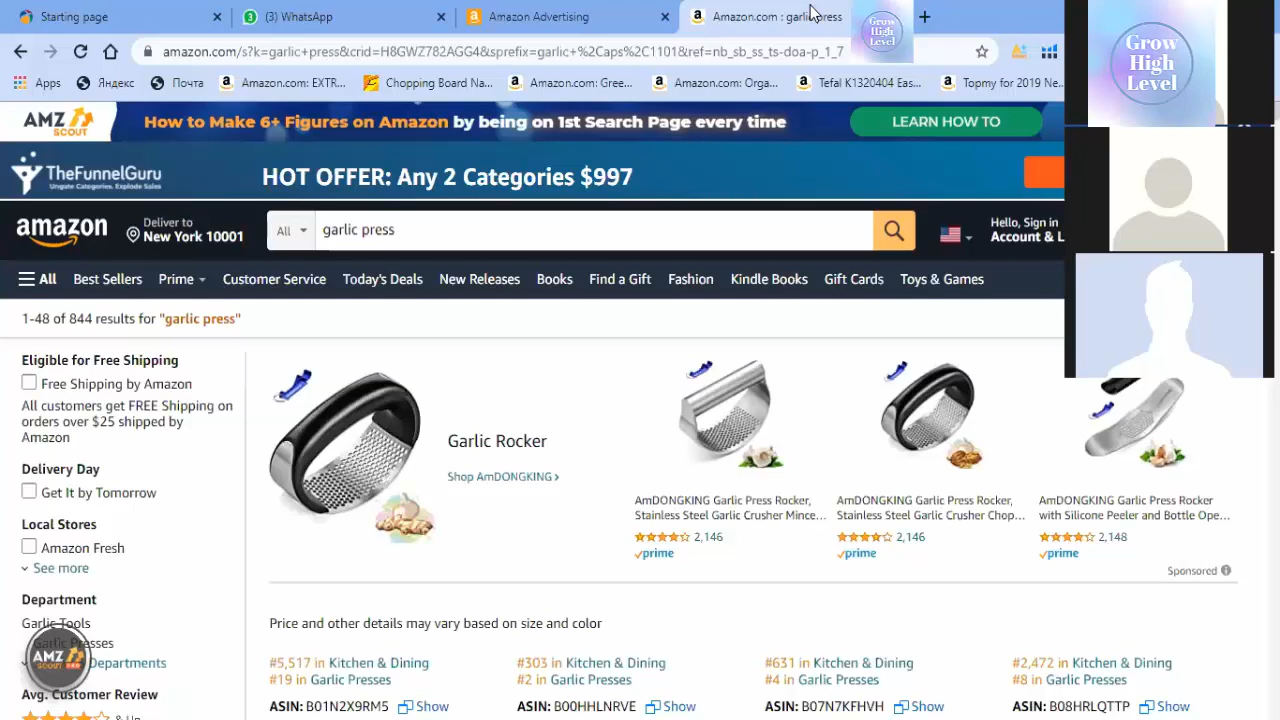 Starting page
(3) WhatsApp
Amazon Advertising
Amazon.com : garlic press
amazon.com/s?k=garlic+press&crid=H8GWZ782AGG4&sprefix=garlic+%2Caps%2C1101&ref=nb_sb_ss_ts-doa-p_1_7
Apps
Яндекс
Почта
Amazon.com: EXTR...
Chopping and Na...
Amazon.com: Gree...
Amazon.com: Orga...
Tefal K1320404 Eas...
Тормy for 2019 Ne...
Grow
High
Level
Grow
High
Level
AMZ
SCOUT
How to Make 6+ Figures on Amazon by being on 1st Search Page every time
LEARN HOW TO
TheFunnelGuru
Ungate Categories. Explode Sales
HOT OFFER: Any 2 Categories $997
amazon
Deliver to
New York 10001
All
garlic press
Hello, Sign in
Account & L
All
Best Sellers
Prime
Customer Service
Today's Deals
New Releases
Books
Find a Gift
Fashion
Kindle Books
Gift Cards
Toys & Games
1-48 of 844 results for "garlic press"
Eligible for Free Shipping
Free Shipping by Amazon
All customers get FREE Shipping on
orders over $25 shipped by
Amazon
Delivery Day
Get It by Tomorrow
Local Stores
Amazon Fresh
See more
Department
Garlic Tools
Garlic Presses
Departments
Avg. Customer Review
& Up
AMZ
SCOUT PRO
Garlic Rocker
Shop AmDONGKING ›
AmDONGKING Garlic Press Rocker,
Stainless Steel Garlic Crusher Mince...
2,146
prime
AmDONGKING Garlic Press Rocker,
Stainless Steel Garlic Crusher Chop...
2,146
prime
AmDONGKING Garlic Press Rocker
with Silicone Peeler and Bottle Ope...
2,148
prime
Sponsored
Price and other details may vary based on size and color
#5,517 in Kitchen & Dining
#19 in Garlic Presses
ASIN: B01N2X9RM5 Show
#303 in Kitchen & Dining
#2 in Garlic Presses
ASIN: B00HHLNRVE Show
#631 in Kitchen & Dining
#4 in Garlic Presses
ASIN: B07N7KFHVH Show
#2,472 in Kitchen & Dining
#8 in Garlic Presses
ASIN: B08HRLQTTP Show